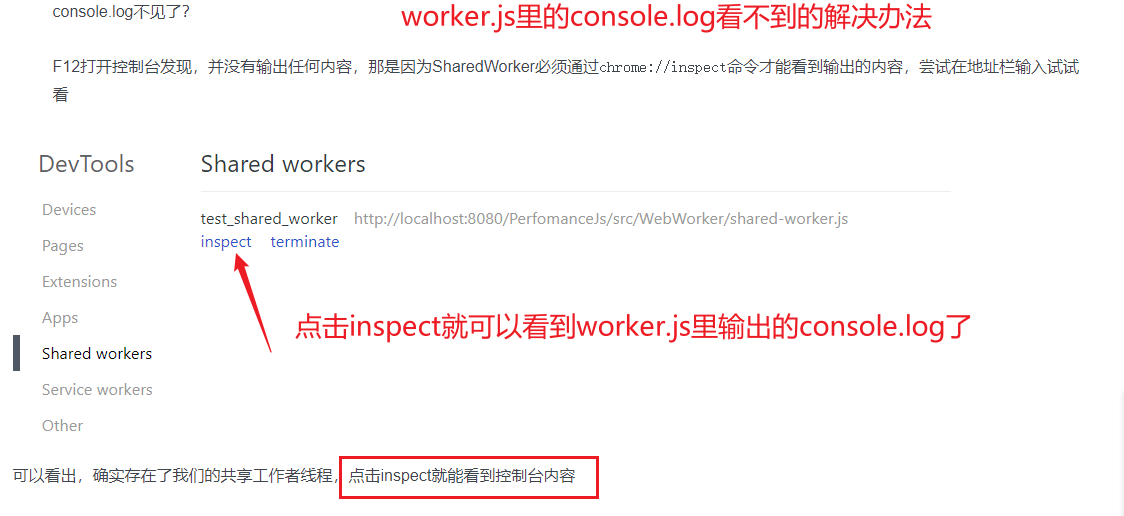 console.log不见了?
worker.js里的console.log看不到的解决办法
F12打开控制台发现，并没有输出任何内容，那是因为SharedWorker必须通过chrome://inspect命令才能看到输出的内容，尝试在地址栏输入试试
看
DevTools
Devices
Pages
Extensions
Apps
Shared workers
Service workers
Other
Shared workers
test_shared_worker http://localhost:8080/PerfomanceJs/src/WebWorker/shared-worker.js
inspect terminate
点击inspect就可以看到worker.js里输出的console.log了
可以看出，确实存在了我们的共享工作者线程，点击inspect就能看到控制台内容